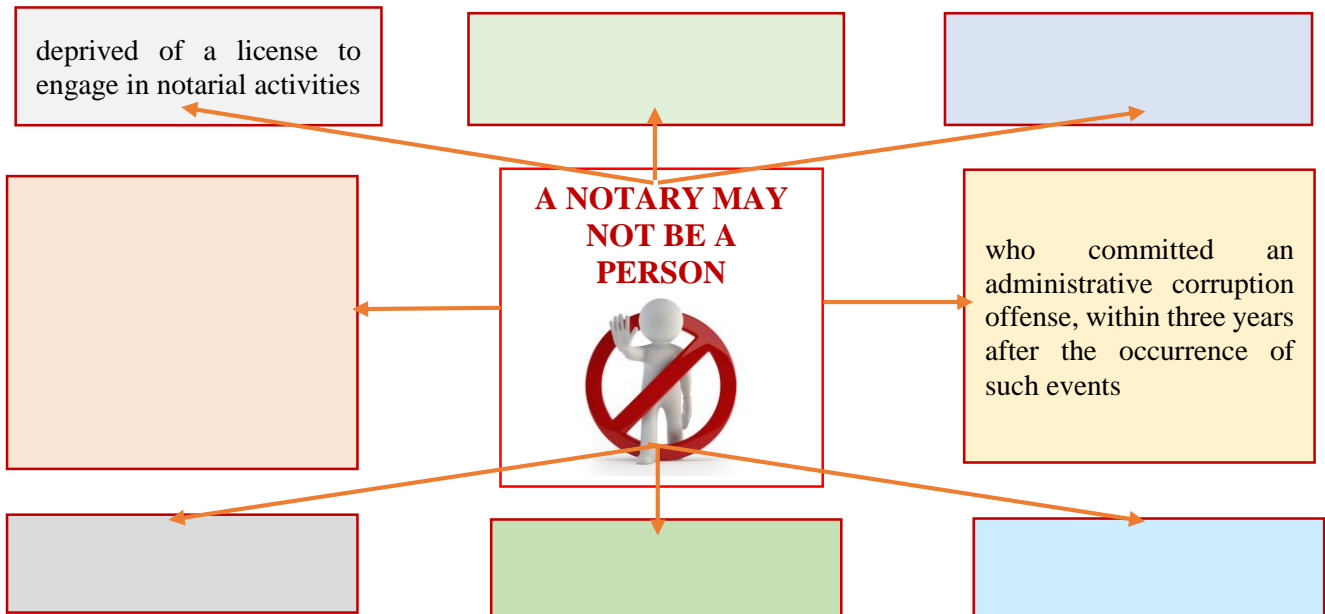 deprived of a license to
engage in notarial activities
A NOTARY MAY
NOT BE A
PERSON
who committed an
administrative corruption
offense, within three years
after the occurrence of
such events